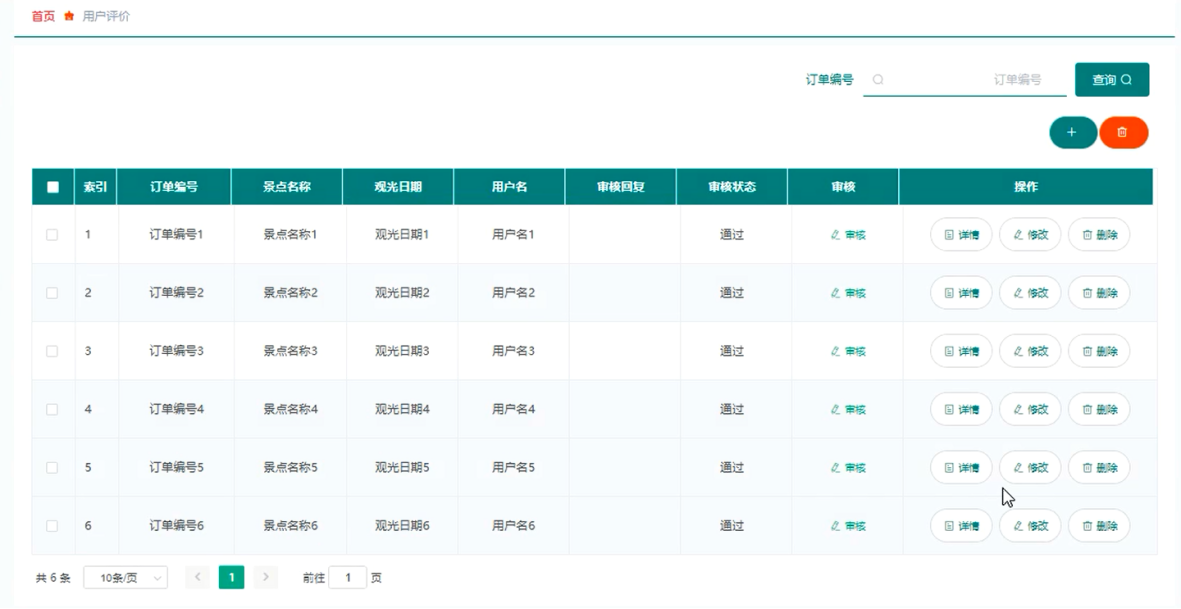 首页 用户评价
订单编号 订单编号 查询
索引 订单编号 景点名称 观光日期 用户名 审核回复 审核状态 审核 操作
1 订单编号1 景点名称1 观光日期1 用户名1 通过 审核 详情 修改 删除
2 订单编号2 景点名称2 观光日期2 用户名2 通过 审核 详情 修改 删除
3 订单编号3 景点名称3 观光日期3 用户名3 通过 审核 详情 修改 删除
4 订单编号4 景点名称4 观光日期4 用户名4 通过 审核 详情 修改 删除
5 订单编号5 景点名称5 观光日期5 用户名5 通过 审核 详情 修改 删除
6 订单编号6 景点名称6 观光日期6 用户名6 通过 审核 详情 修改 删除
共 6 条 10条/页 1 前往 1 页